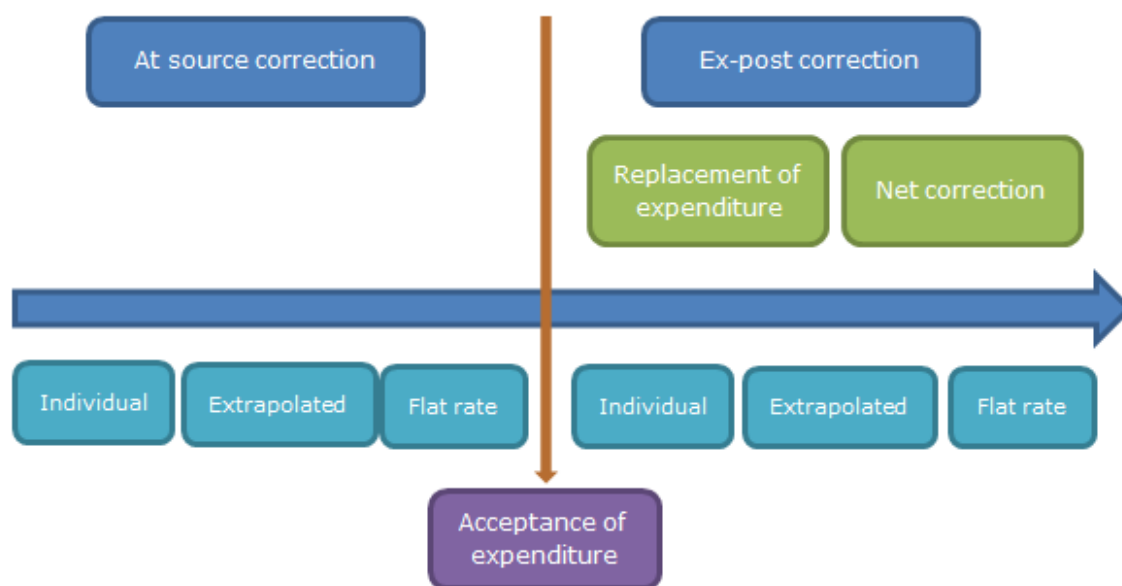 At source correction
Ex-post correction
Replacement of
expenditure
Net correction
Individual
Extrapolated
Flat rate
Individual
Extrapolated
Flat rate
Acceptance of
expenditure